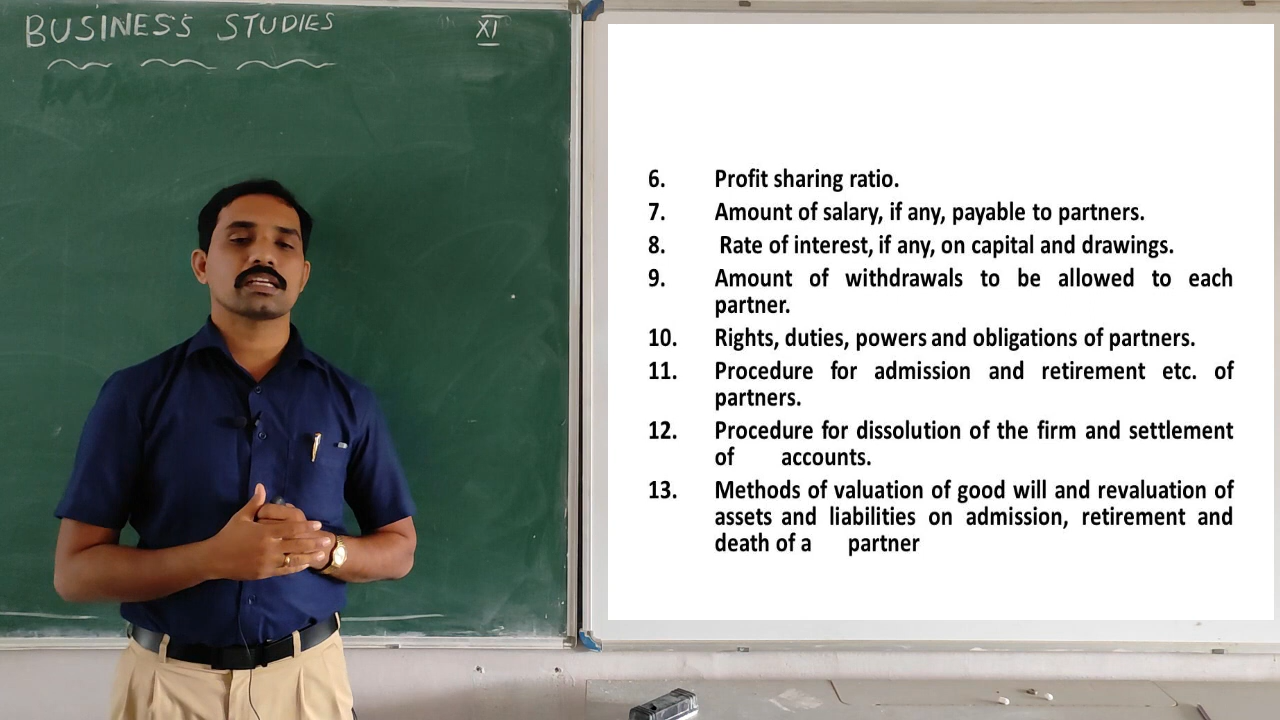 BUSINESS STUDIES
XI
6. Profit sharing ratio.
7. Amount of salary, if any, payable to partners.
8. Rate of interest, if any, on capital and drawings.
9. Amount of withdrawals to be allowed to each
partner.
10. Rights, duties, powers and obligations of partners.
11. Procedure for admission and retirement etc. of
partners.
12. Procedure for dissolution of the firm and settlement
of accounts.
13. Methods of valuation of good will and revaluation of
assets and liabilities on admission, retirement and
death of a partner